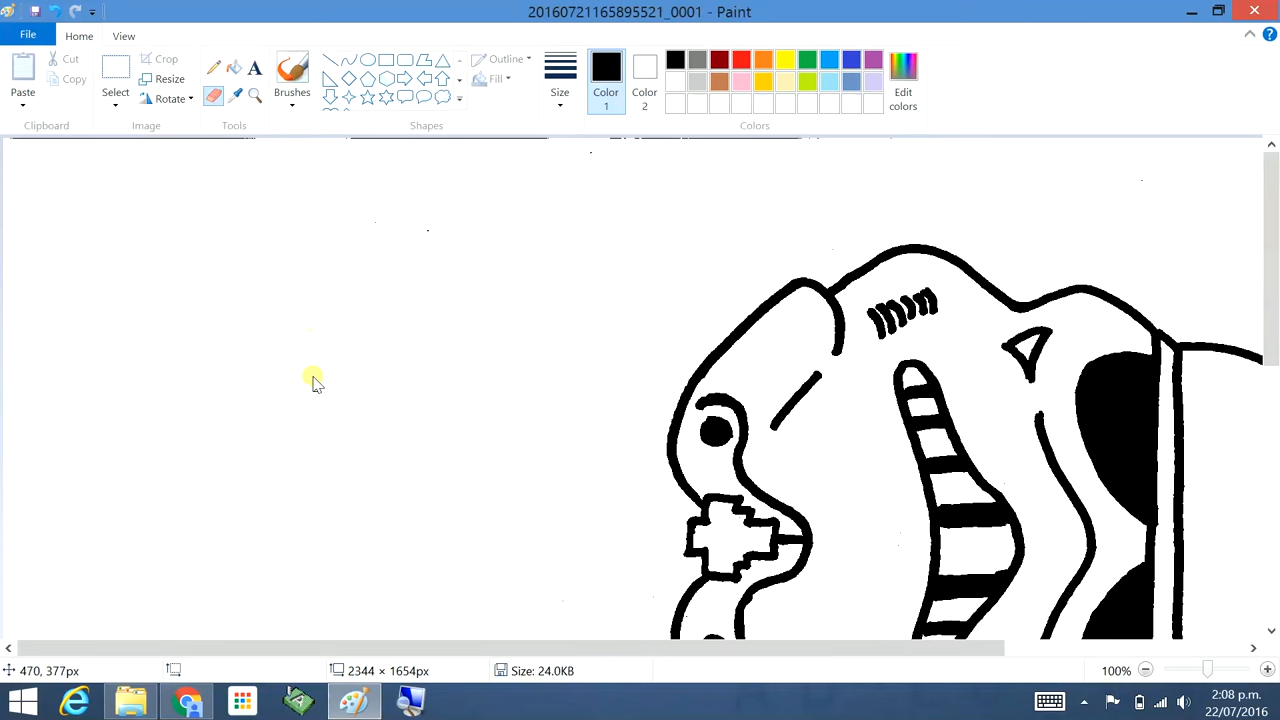 20160721165895521_0001 - Paint
File
Home
View
Paste
Cut
Copy
Clipboard
Select
Crop
Resize
Rotate
Image
Tools
Brushes
Shapes
Outline
Fill
Size
Color
1
Color
2
Edit
colors
Colors
470, 377px
2344 × 1654px
Size: 24.0KB
100%
2:08 p.m.
22/07/2016